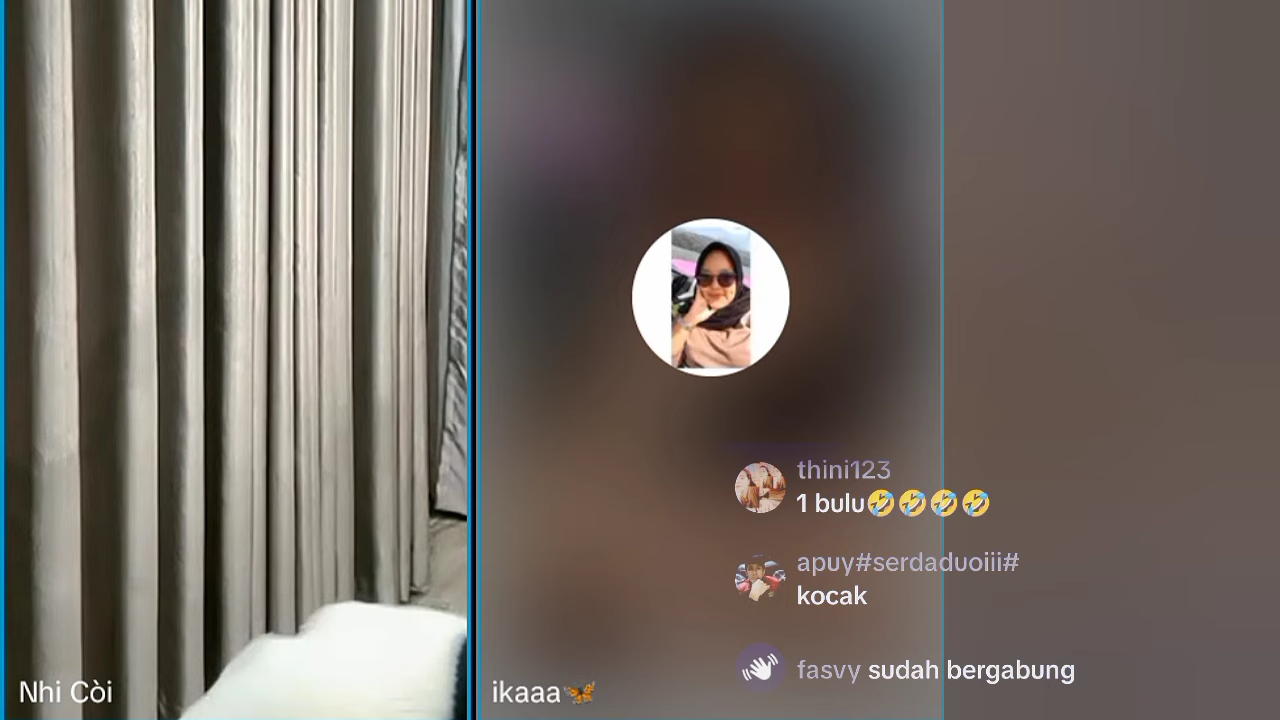 thini123
1 bulu🤣🤣🤣🤣
apuy#serdaduoiii#
kocak
fasvy sudah bergabung
Nhi Còi
ikaaa🦋